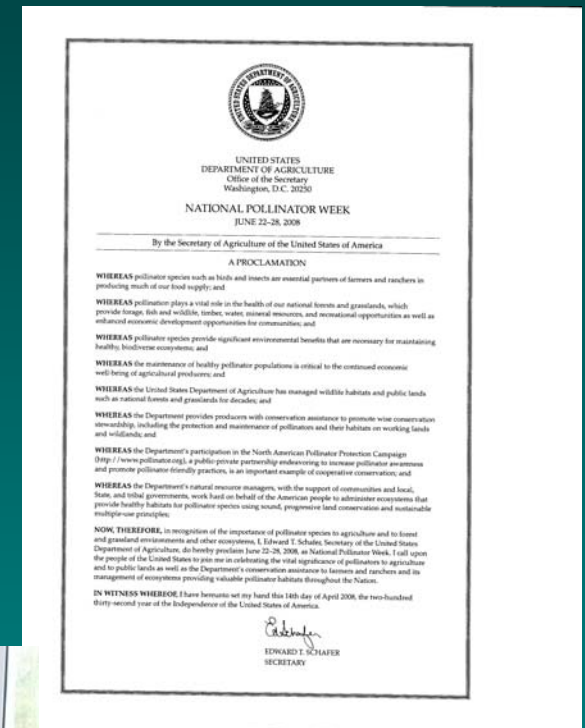 UNITED STATES DEPARTMENT OF AGRICULTURE
UNITED STATES
DEPARTMENT OF AGRICULTURE
Office of the Secretary
Washington, D.C. 20250
NATIONAL POLLINATOR WEEK
JUNE 22-28, 2008
By the Secretary of Agriculture of the United States of America
A PROCLAMATION
WHEREAS pollinator species such as birds and insects are essential partners of farmers and ranchers in
producing much of our food supply; and
WHEREAS pollination plays a vital role in the health of our national forests and grasslands, which
provide forage, fish and wildlife, timber, water, mineral resources, and recreational opportunities as well as
enhanced economic development opportunities for communities; and
WHEREAS pollinator species provide significant environmental benefits that are necessary for maintaining
healthy, biodiverse ecosystems; and
WHEREAS the maintenance of healthy pollinator populations is critical to the continued economic
well-being of agricultural producers; and
WHEREAS the United States Department of Agriculture has managed wildlife habitats and public lands
such as national forests and grasslands for decades; and
WHEREAS the Department provides producers with conservation assistance to promote wise conservation
stewardship, including the protection and maintenance of pollinators and their habitats on working lands
and wildlands; and
WHEREAS the Department's participation in the North American Pollinator Protection Campaign
(http://www.pollinator.org), a public-private partnership endeavoring to increase pollinator awareness
and promote pollinator-friendly practices, is an important example of cooperative conservation; and
WHEREAS the Department's natural resource managers, with the support of communities and local,
State, and tribal governments, work hard on behalf of the American people to administer ecosystems that
provide healthy habitats for pollinator species using sound, progressive land conservation and sustainable
multiple-use principles;
NOW, THEREFORE, in recognition of the importance of pollinator species to agriculture and to forest
and grassland environments and other ecosystems, I, Edward T. Schafer, Secretary of the United States
Department of Agriculture, do hereby proclaim June 22-28, 2008, as National Pollinator Week. I call upon
the people of the United States to join me in celebrating the vital significance of pollinators to agriculture
and to public lands as well as the Department's conservation assistance to farmers and ranchers and its
management of ecosystems providing valuable pollinator habitats throughout the Nation.
IN WITNESS WHEREOF, I have hereunto set my hand this 14th day of April 2008, the two-hundred
thirty-second year of the Independence of the United States of America.
Ed Schafer
EDWARD T. SCHAFER
SECRETARY